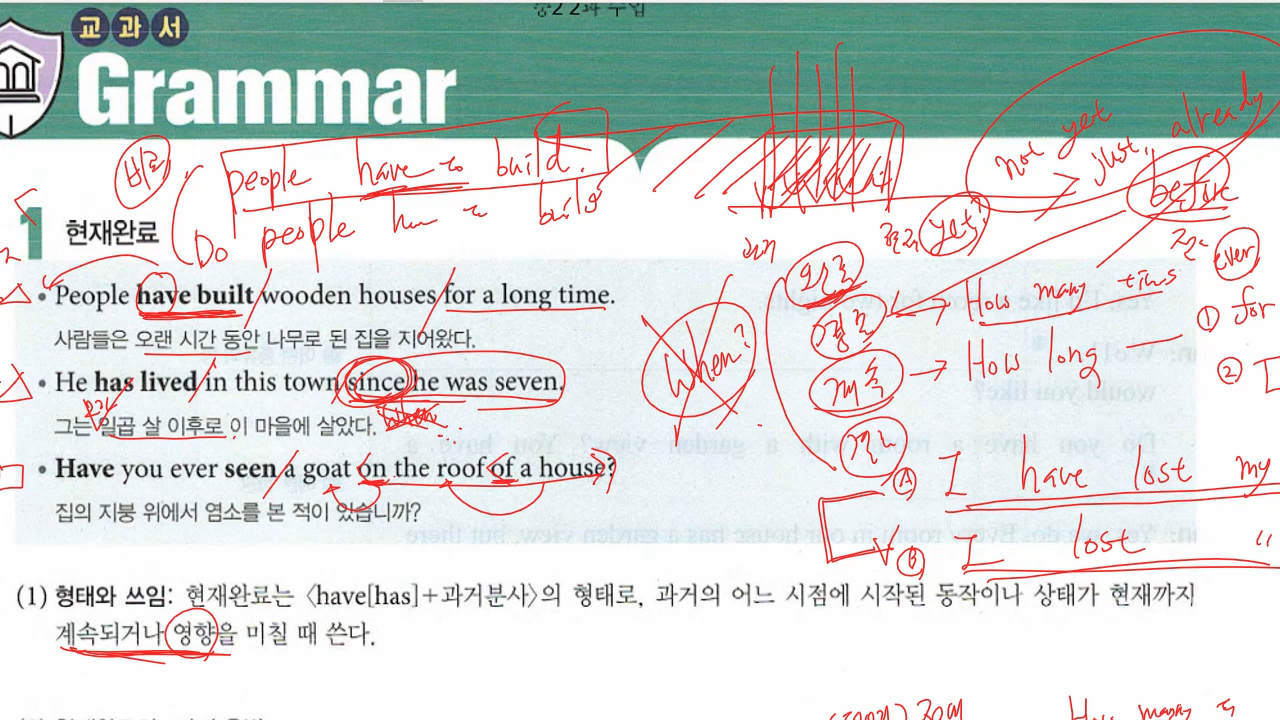 중2 2과 수입
교과서
Grammar
not yet
just, already
before
비교
people have to build.
Do people have to build
yet?
ever
1 현재완료
완료
경험 → How many times
When?
계속 → How long
① for
②
• People have built wooden houses for a long time.
사람들은 오랜 시간 동안 나무로 된 집을 지어왔다.
• He has lived in this town since he was seven.
그는 일곱 살 이후로 이 마을에 살았다.
• Have you ever seen a goat on the roof of a house?
집의 지붕 위에서 염소를 본 적이 있습니까?
Ⓐ I have lost my
Ⓑ I lost "
(1) 형태와 쓰임: 현재완료는 〈have[has]+과거분사〉의 형태로, 과거의 어느 시점에 시작된 동작이나 상태가 현재까지
계속되거나 영향을 미칠 때 쓴다.
How many